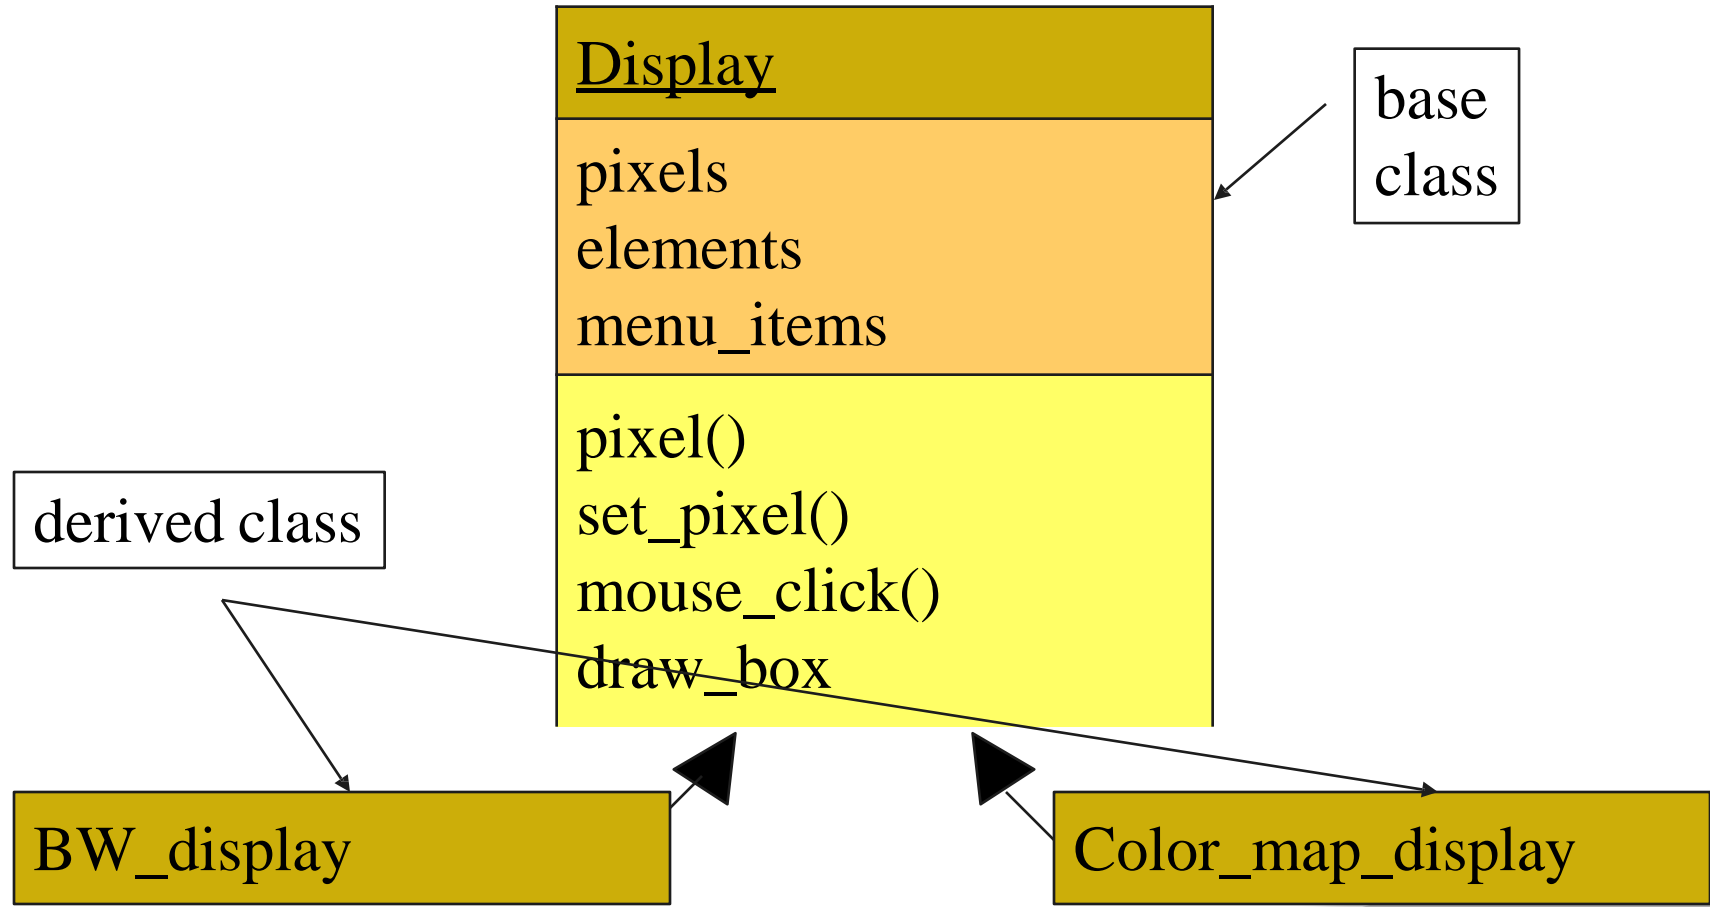 Display
base
class
pixels
elements
menu_items
pixel()
set_pixel()
mouse_click()
draw_box
derived class
BW_display
Color_map_display